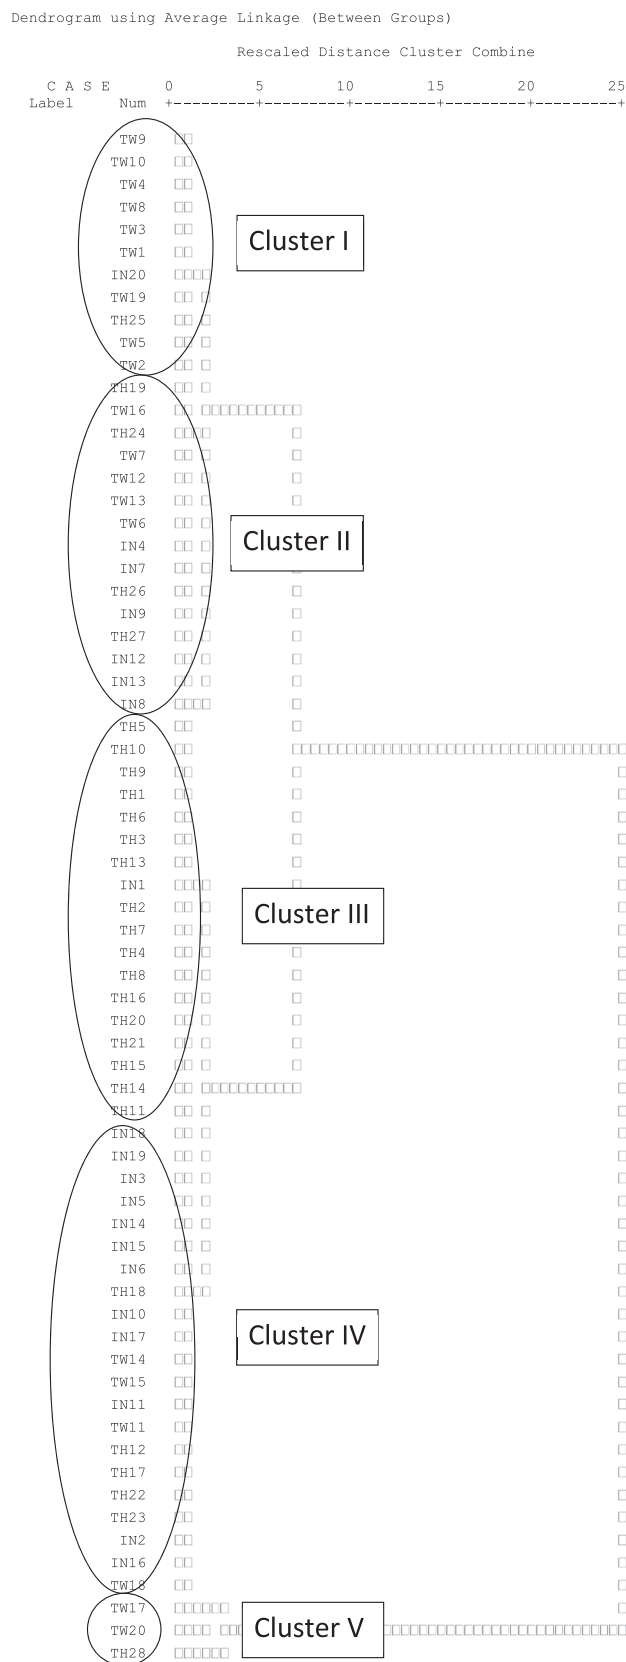 Dendrogram using Average Linkage (Between Groups)
Rescaled Distance Cluster Combine
C A S E 0 5 10 15 20 25
Label Num +---------+---------+---------+---------+---------+
TW9
TW10
TW4
TW8
TW3
TW1
Cluster I
IN20
TW19
TH25
TW5
TW2
TH19
TW16
TH24
TW7
TW12
TW13
TW6
IN4
Cluster II
IN7
TH26
IN9
TH27
IN12
IN13
IN8
TH5
TH10
TH9
TH1
TH6
TH3
TH13
IN1
TH2
Cluster III
TH7
TH4
TH8
TH16
TH20
TH21
TH15
TH14
TH11
IN18
IN19
IN3
IN5
IN14
IN15
IN6
TH18
IN10
IN17
Cluster IV
TW14
TW15
IN11
TW11
TH12
TH17
TH22
TH23
IN2
IN16
TW18
TW17
TW20
Cluster V
TH28